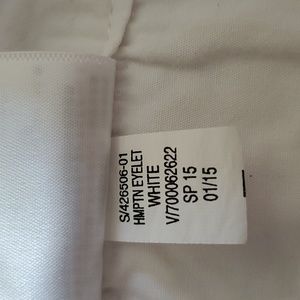 S/426506-01
HMPTN EYELET
WHITE
V/700062622
SP 15
01/15